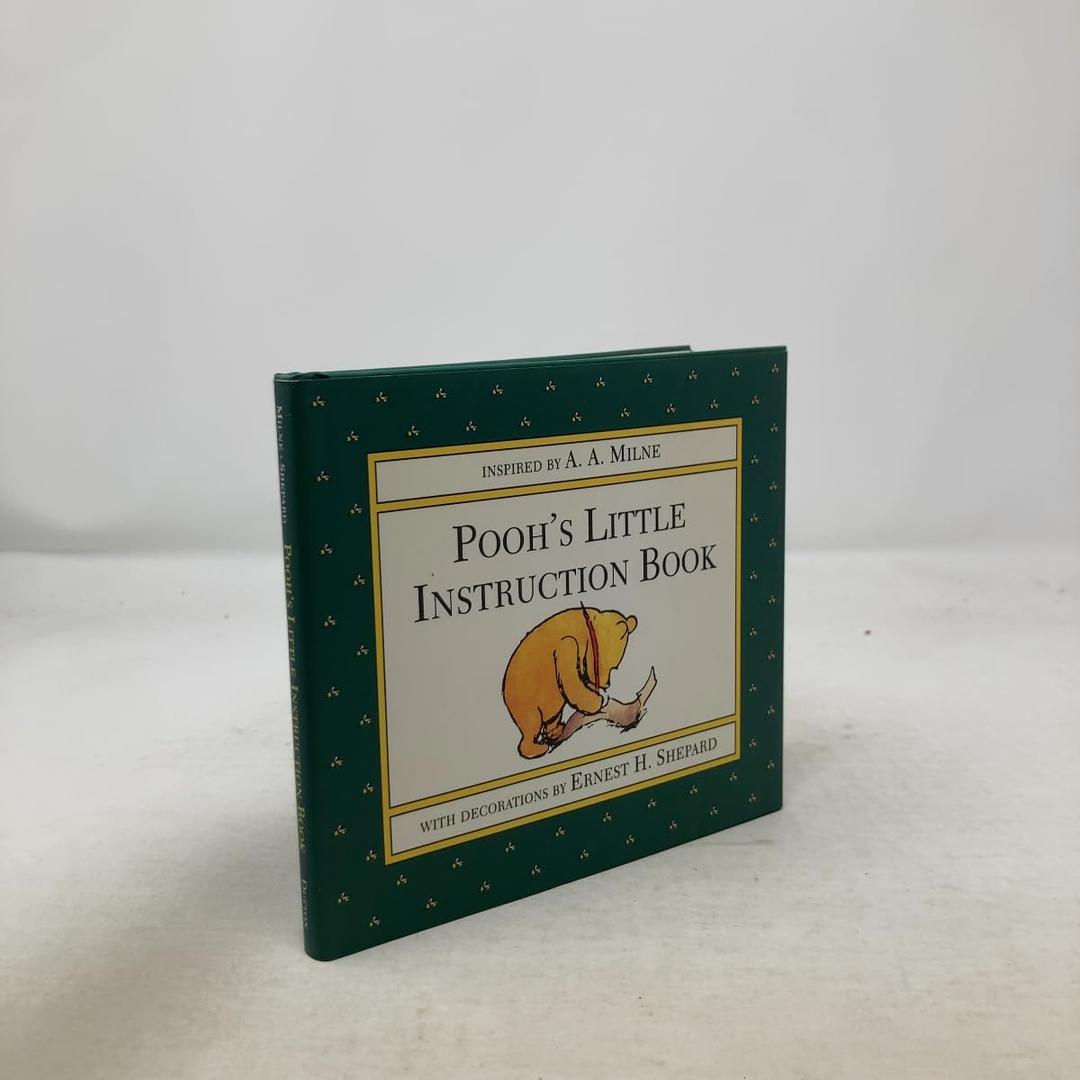 INSPIRED BY A. A. MILNE
POOH'S LITTLE
INSTRUCTION BOOK
WITH DECORATIONS BY ERNEST H. SHEPARD
MILNE · SHEPARD POOH'S LITTLE INSTRUCTION BOOK DUTTON